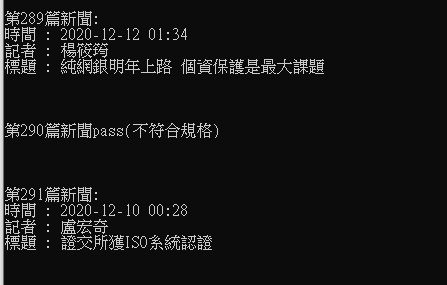 第289篇新聞:
時間 : 2020-12-12 01:34
記者 : 楊筱筠
標題 : 純網銀明年上路 個資保護是最大課題
第290篇新聞pass(不符合規格)
第291篇新聞:
時間 : 2020-12-10 00:28
記者 : 盧宏奇
標題 : 證交所獲ISO系統認證